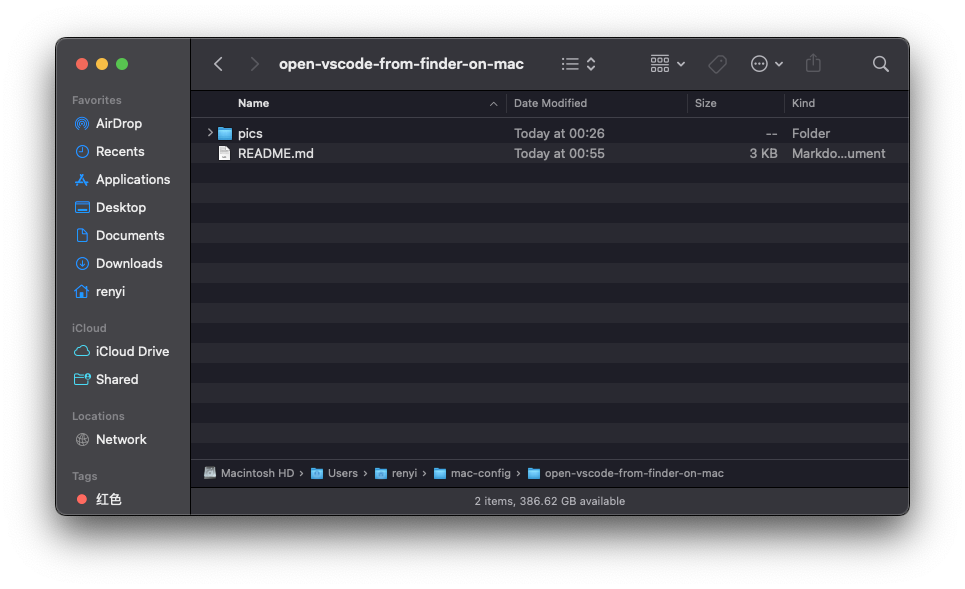 open-vscode-from-finder-on-mac
Favorites
AirDrop
Recents
Applications
Desktop
Documents
Downloads
renyi
iCloud
iCloud Drive
Shared
Locations
Network
Tags
红色
Name Date Modified Size Kind
pics Today at 00:26 -- Folder
README.md Today at 00:55 3 KB Markdo...ument
Macintosh HD › Users › renyi › mac-config › open-vscode-from-finder-on-mac
2 items, 386.62 GB available